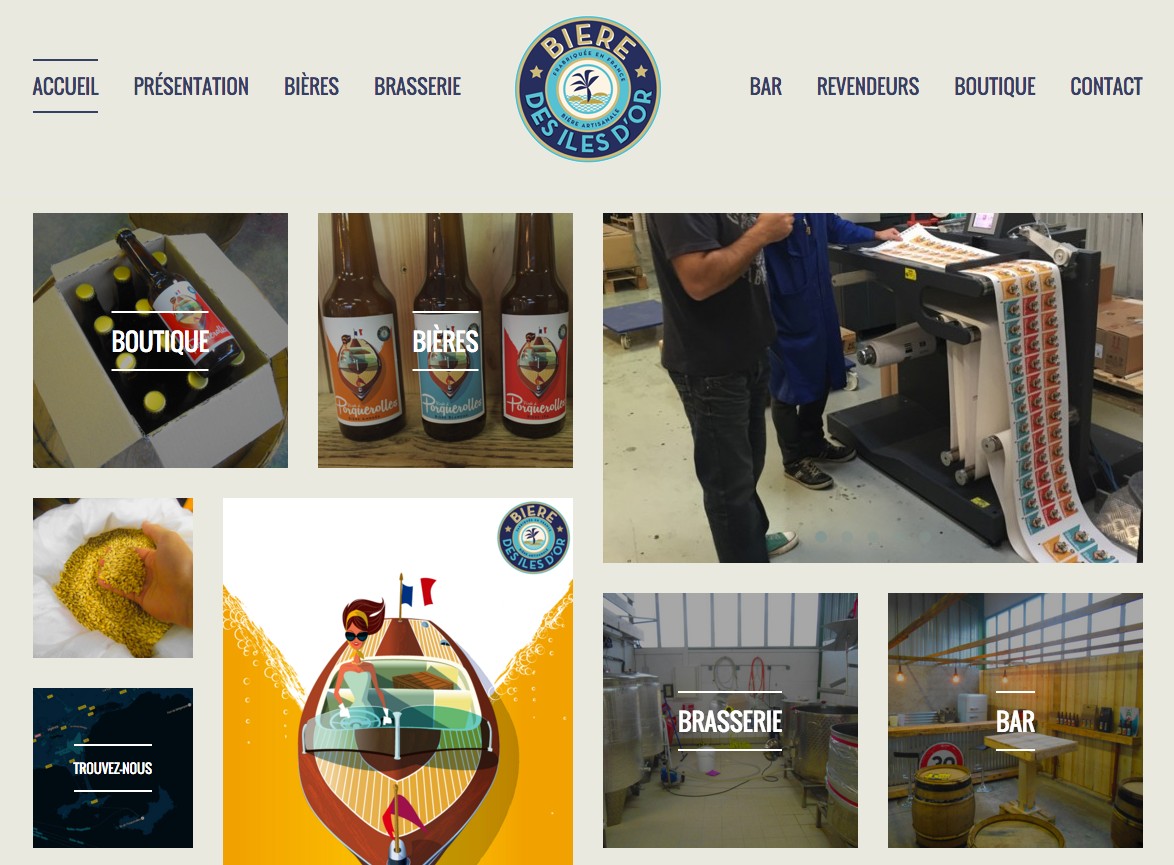 ACCUEIL
PRÉSENTATION
BIÈRES
BRASSERIE
BIERE
FABRIQUÉE EN FRANCE
BIÈRE ARTISANALE
DES ILES D'OR
BAR
REVENDEURS
BOUTIQUE
CONTACT
BOUTIQUE
BIÈRES
Porquerolles
Porquerolles
Porquerolles
BIERE
DES ILES D'OR
TROUVEZ-NOUS
BRASSERIE
BAR